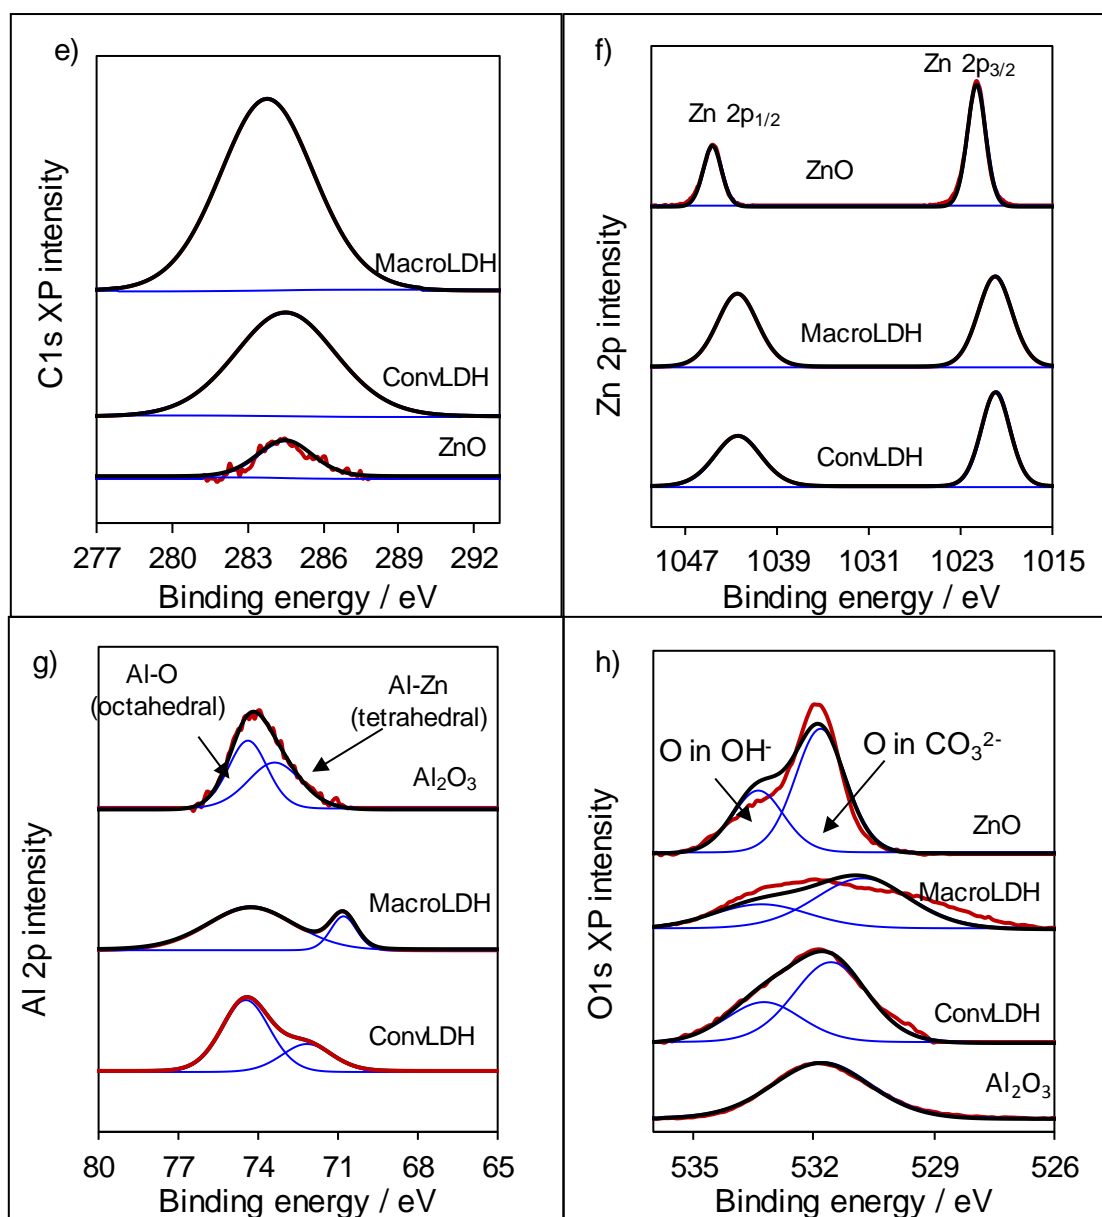 e)
C1s XP intensity
MacroLDH
ConvLDH
ZnO
277 280 283 286 289 292
Binding energy / eV
f)
Zn 2p intensity
Zn 2p3/2
Zn 2p1/2
ZnO
MacroLDH
ConvLDH
1047 1039 1031 1023 1015
Binding energy / eV
g)
Al 2p intensity
Al-O
(octahedral)
Al-Zn
(tetrahedral)
Al2O3
MacroLDH
ConvLDH
80 77 74 71 68 65
Binding energy / eV
h)
O1s XP intensity
O in OH-
O in CO32-
ZnO
MacroLDH
ConvLDH
Al2O3
535 532 529 526
Binding energy / eV